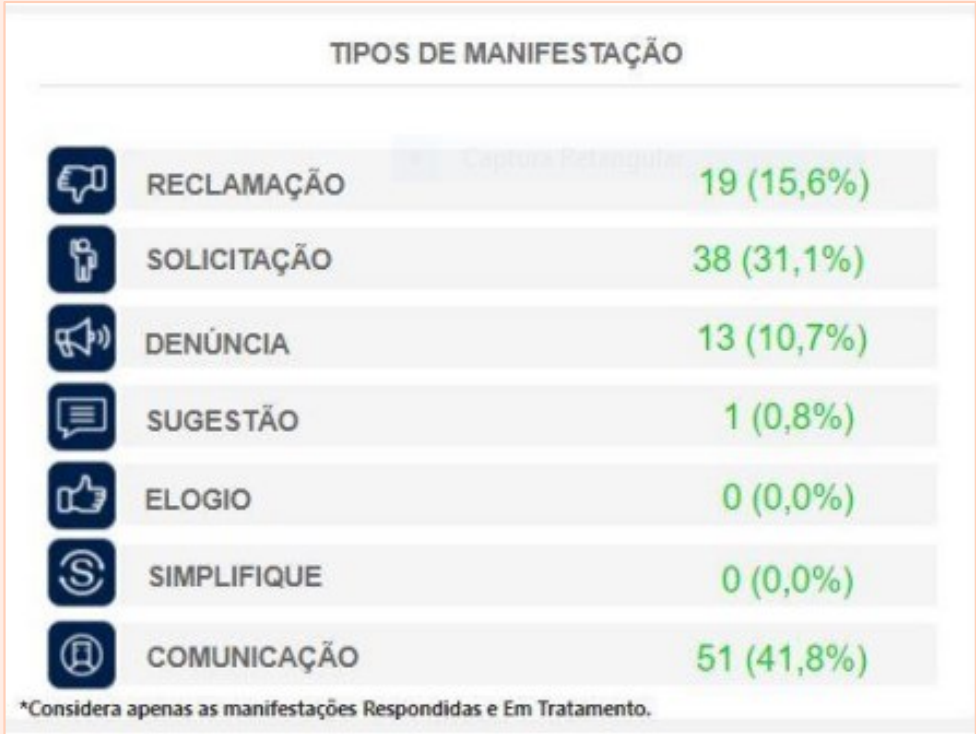 TIPOS DE MANIFESTAÇÃO
Captura Retangular
RECLAMAÇÃO 19 (15,6%)
SOLICITAÇÃO 38 (31,1%)
DENÚNCIA 13 (10,7%)
SUGESTÃO 1 (0,8%)
ELOGIO 0 (0,0%)
SIMPLIFIQUE 0 (0,0%)
COMUNICAÇÃO 51 (41,8%)
*Considera apenas as manifestações Respondidas e Em Tratamento.